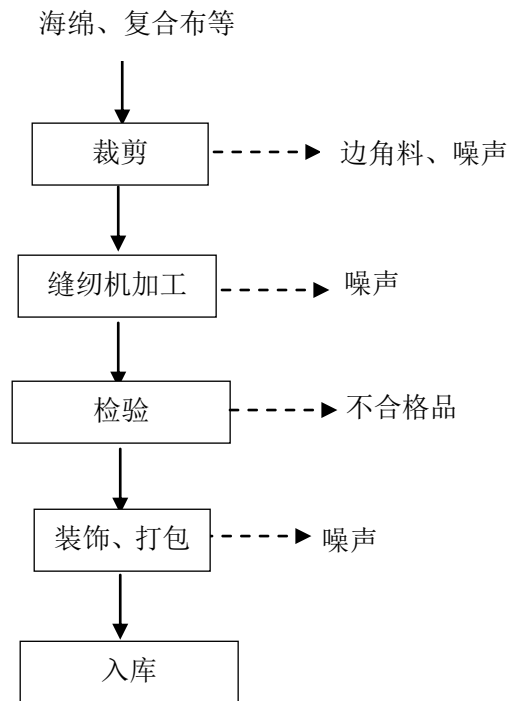 海绵、复合布等
裁剪
边角料、噪声
缝纫机加工
噪声
检验
不合格品
装饰、打包
噪声
入库